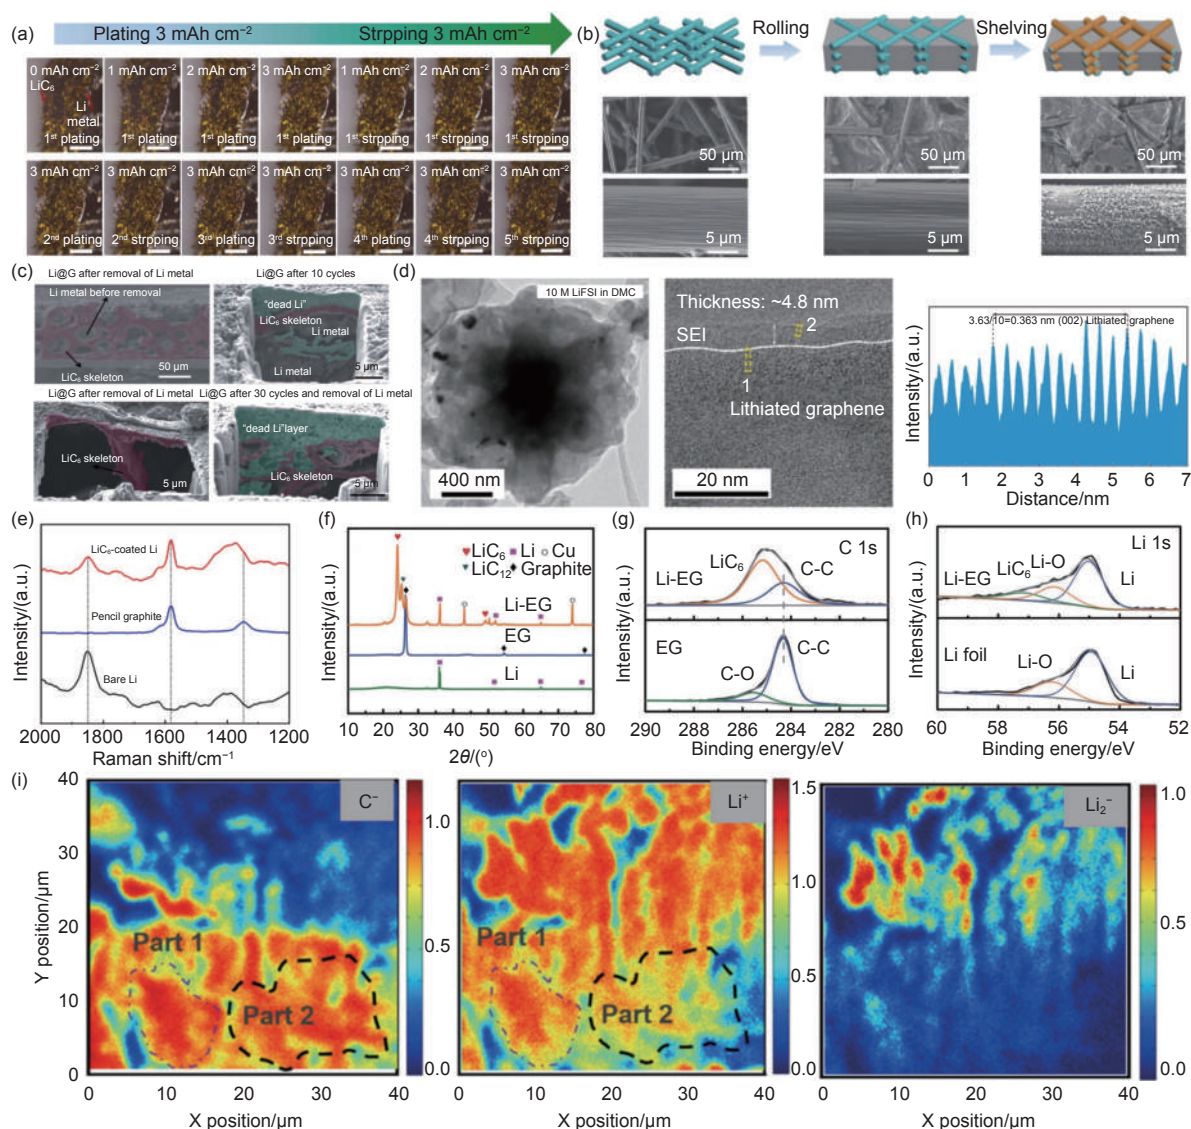 (a)
Plating 3 mAh cm⁻² Strpping 3 mAh cm⁻²
0 mAh cm⁻² 1 mAh cm⁻² 2 mAh cm⁻² 3 mAh cm⁻² 1 mAh cm⁻² 2 mAh cm⁻² 3 mAh cm⁻²
LiC₆
Li
metal
1ˢᵗ plating 1ˢᵗ plating 1ˢᵗ plating 1ˢᵗ plating 1ˢᵗ strpping 1ˢᵗ strpping 1ˢᵗ strpping
3 mAh cm⁻² 3 mAh cm⁻² 3 mAh cm⁻² 3 mAh cm⁻² 3 mAh cm⁻² 3 mAh cm⁻² 3 mAh cm⁻²
2ⁿᵈ plating 2ⁿᵈ strpping 3ʳᵈ plating 3ʳᵈ strpping 4ᵗʰ plating 4ᵗʰ strpping 5ᵗʰ strpping
(b)
Rolling Shelving
50 μm 50 μm 50 μm
5 μm 5 μm 5 μm
(c)
Li@G after removal of Li metal Li@G after 10 cycles
Li metal before removal
LiC₆ skeleton
50 μm
"dead Li"
LiC₆ skeleton
Li metal
Li metal
5 μm
Li@G after removal of Li metal Li@G after 30 cycles and removal of Li metal
LiC₆ skeleton
5 μm
"dead Li"layer
LiC₆ skeleton
5 μm
(d)
10 M LiFSI in DMC
400 nm
Thickness: ~4.8 nm
SEI
2
1
Lithiated graphene
20 nm
3.63/10=0.363 nm (002) Lithiated graphene
Intensity/(a.u.)
0 1 2 3 4 5 6 7
Distance/nm
(e)
LiC₆-coated Li
Pencil graphite
Bare Li
Intensity/(a.u.)
2000 1800 1600 1400 1200
Raman shift/cm⁻¹
(f)
LiC₆ Li Cu
LiC₁₂ Graphite
Li-EG
EG
Li
Intensity/(a.u.)
10 20 30 40 50 60 70 80
2θ/(°)
(g)
C 1s
LiC₆
C-C
Li-EG
EG
C-C
C-O
Intensity/(a.u.)
290 288 286 284 282 280
Binding energy/eV
(h)
Li 1s
LiC₆ Li-O
Li-EG
Li
Li foil
Li-O
Li
Intensity/(a.u.)
60 58 56 54 52
Binding energy/eV
(i)
C⁻
Part 1
Part 2
Y position/μm
40
30
20
10
0
0 10 20 30 40
X position/μm
1.0
0.5
0.0
Li⁺
Part 1
Part 2
0 10 20 30 40
X position/μm
1.5
1.0
0.5
0.0
Li₂⁻
0 10 20 30 40
X position/μm
1.0
0.5
0.0